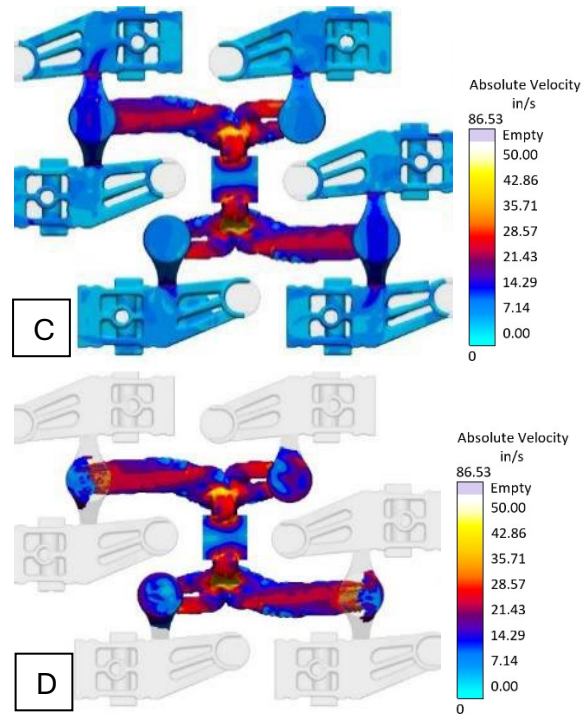 Absolute Velocity
in/s
86.53
Empty
50.00
42.86
35.71
28.57
21.43
14.29
7.14
0.00
0
C
Absolute Velocity
in/s
86.53
Empty
50.00
42.86
35.71
28.57
21.43
14.29
7.14
0.00
0
D